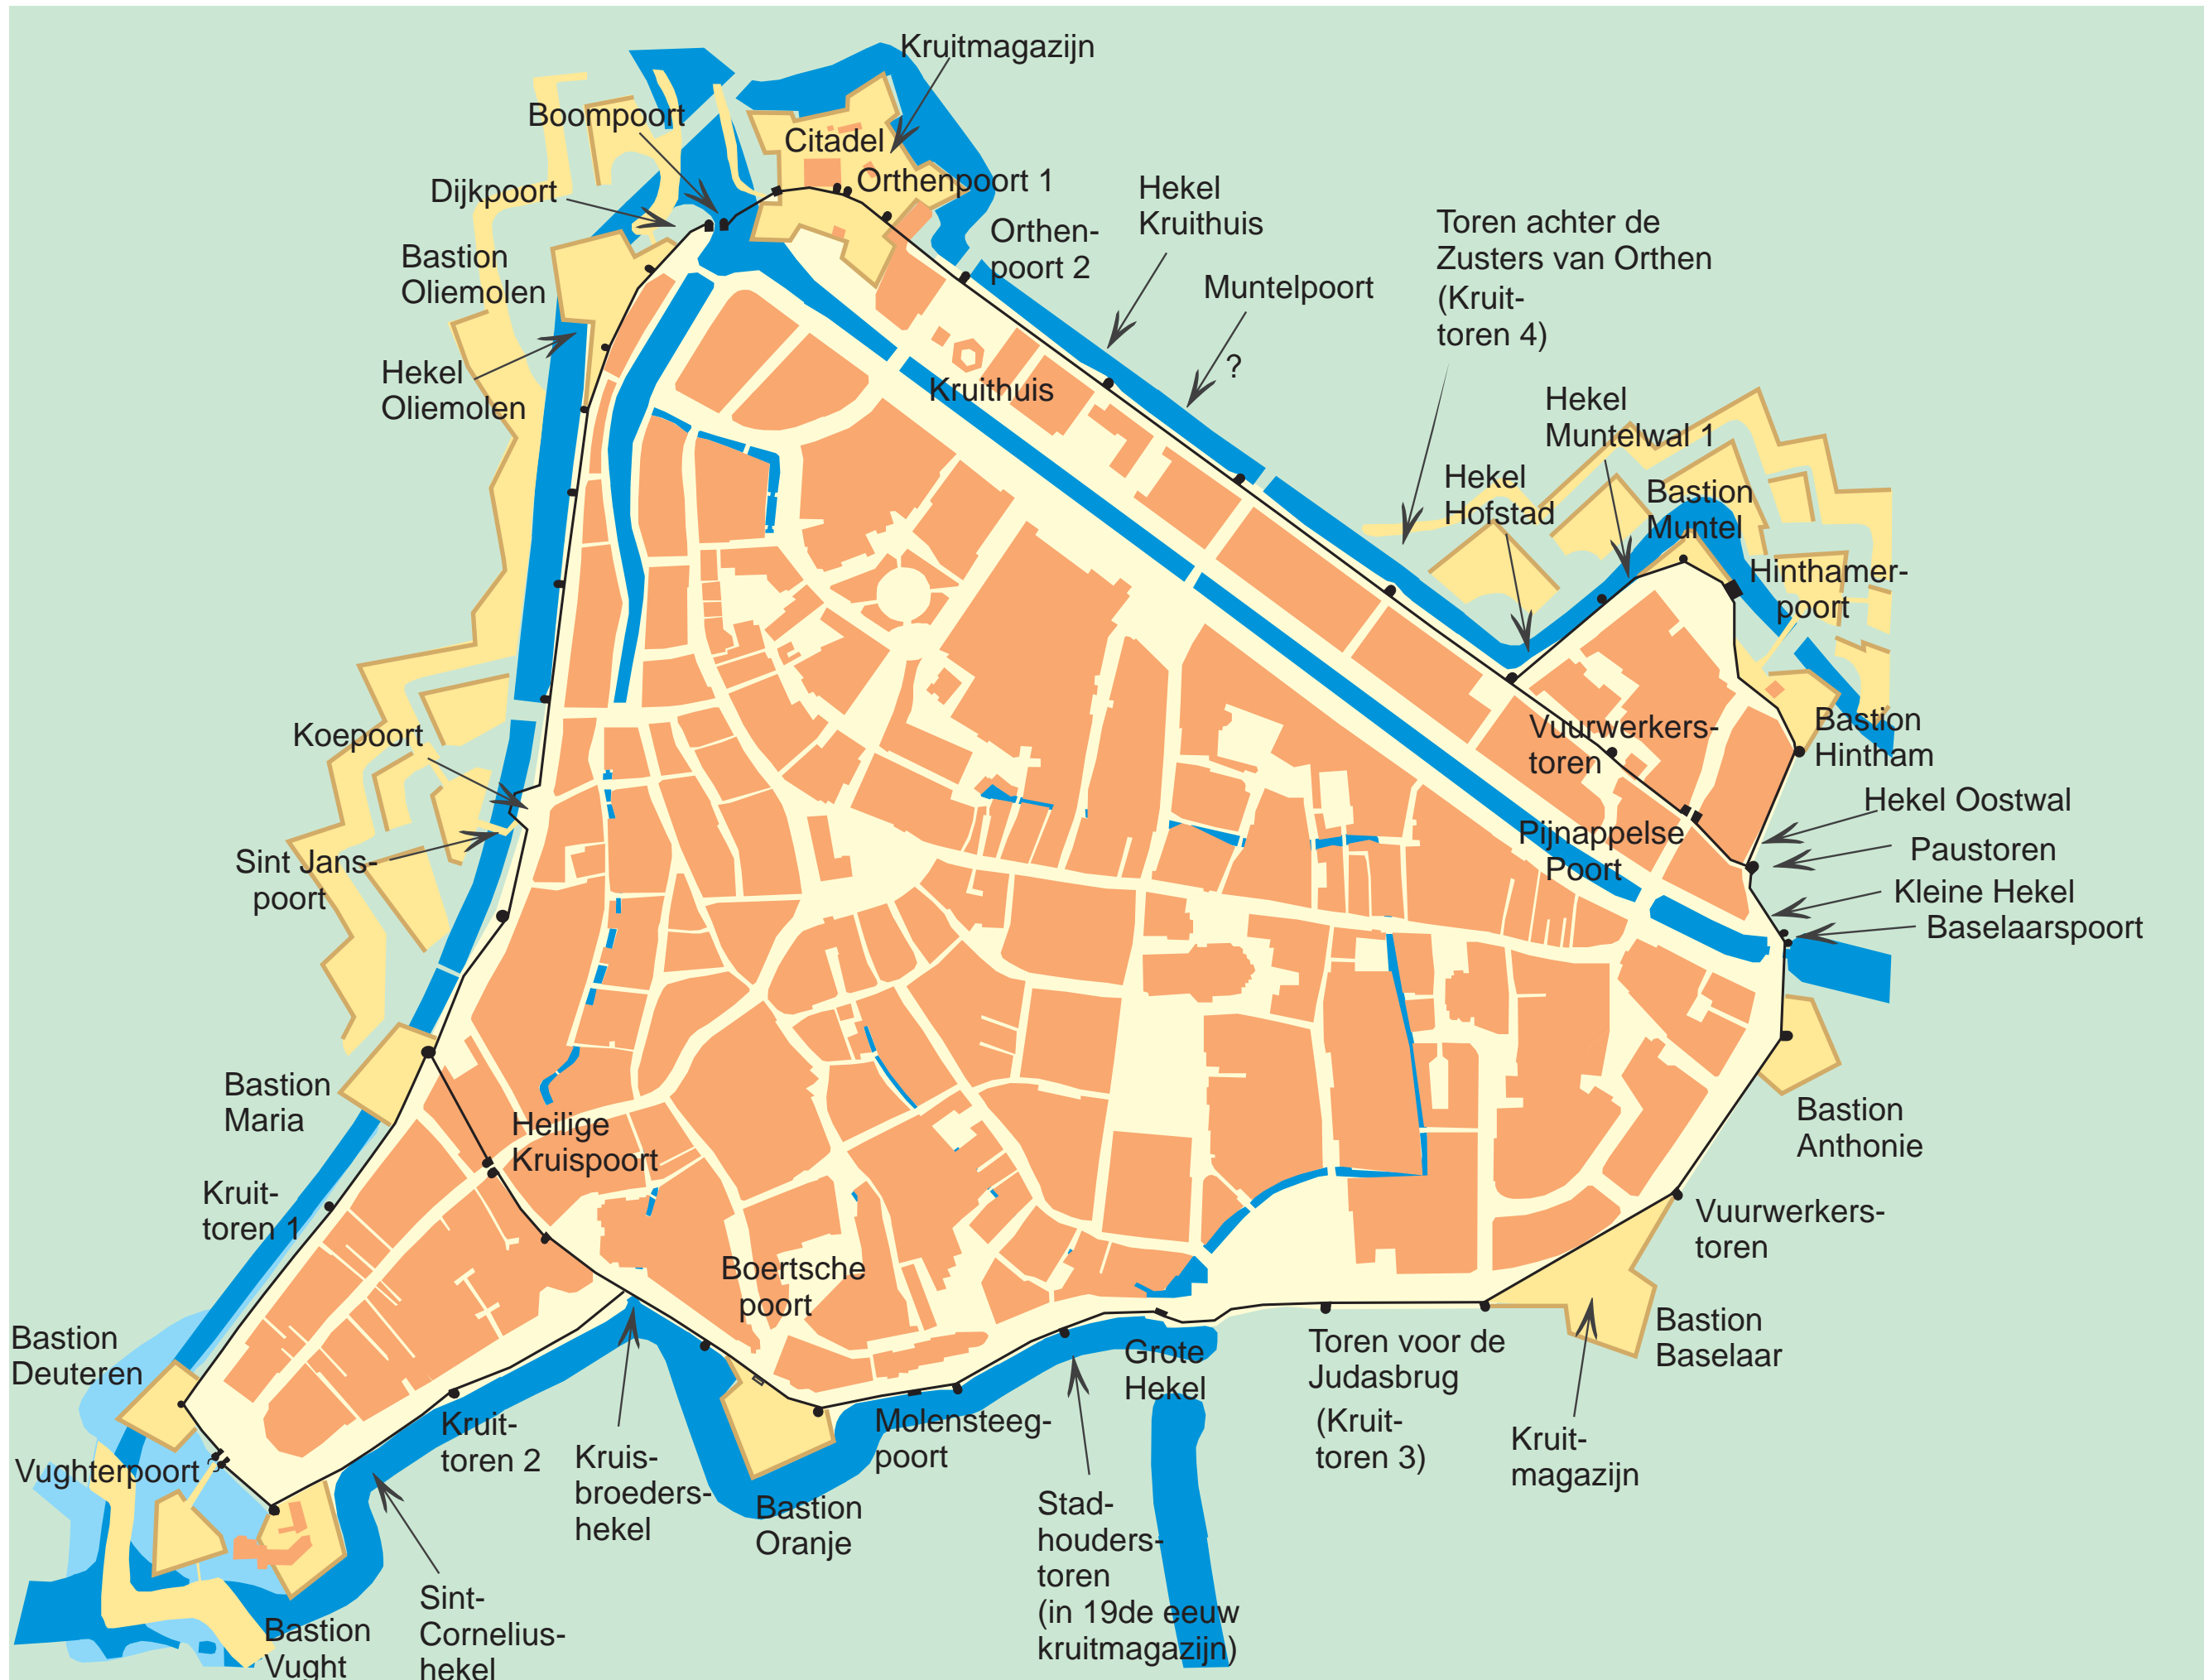 Kruitmagazijn
Boompoort
Citadel
Dijkpoort
Orthenpoort 1
Hekel
Kruithuis
Toren achter de
Zusters van Orthen
(Kruit-
toren 4)
Bastion
Oliemolen
Orthen-
poort 2
Muntelpoort
?
Hekel
Oliemolen
Kruithuis
Hekel
Muntelwal 1
Hekel
Hofstad
Bastion
Muntel
Hinthamer-
poort
Koepoort
Vuurwerkers-
toren
Bastion
Hintham
Hekel Oostwal
Pijnappelse
Poort
Paustoren
Sint Jans-
poort
Kleine Hekel
Baselaarspoort
Bastion
Maria
Heilige
Kruispoort
Bastion
Anthonie
Kruit-
toren 1
Vuurwerkers-
toren
Boertsche
poort
Bastion
Deuteren
Grote
Hekel
Toren voor de
Judasbrug
(Kruit-
toren 3)
Bastion
Baselaar
Vughterpoort
Kruit-
toren 2
Kruis-
broeders-
hekel
Molensteeg-
poort
Kruit-
magazijn
Bastion
Oranje
Stad-
houders-
toren
(in 19de eeuw
kruitmagazijn)
Bastion
Vught
Sint-
Cornelius-
hekel